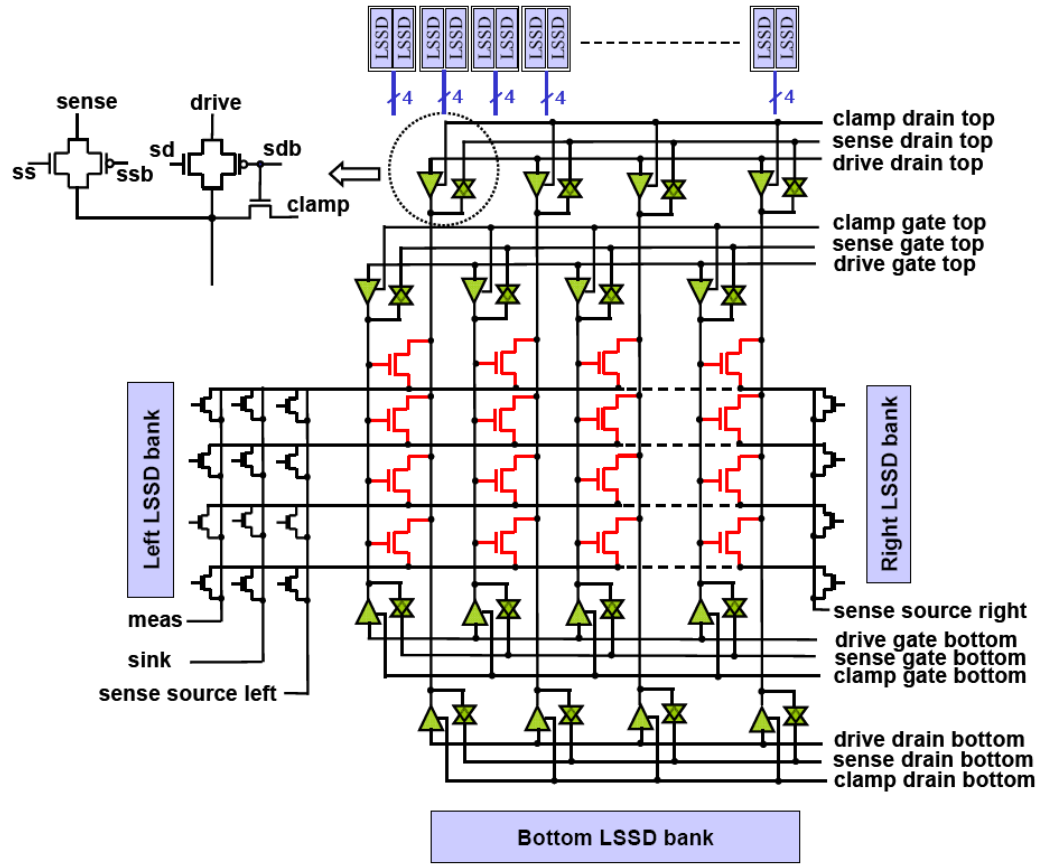 LSSD LSSD LSSD LSSD LSSD LSSD LSSD LSSD LSSD LSSD
4 4 4 4 4
sense drive
sd sdb
ss ssb
clamp
clamp drain top
sense drain top
drive drain top
clamp gate top
sense gate top
drive gate top
Left LSSD bank
Right LSSD bank
meas
sink
sense source left
sense source right
drive gate bottom
sense gate bottom
clamp gate bottom
drive drain bottom
sense drain bottom
clamp drain bottom
Bottom LSSD bank